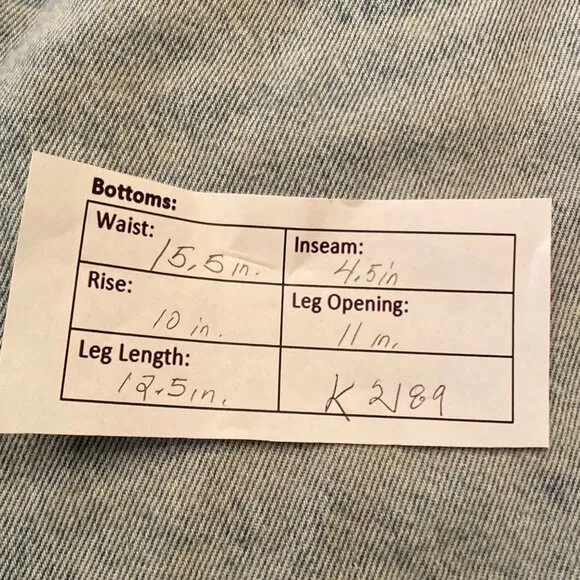 Bottoms:
Waist:
15.5 in.
Inseam:
4.5in
Rise:
10 in.
Leg Opening:
11 in.
Leg Length:
12.5in.
K2189